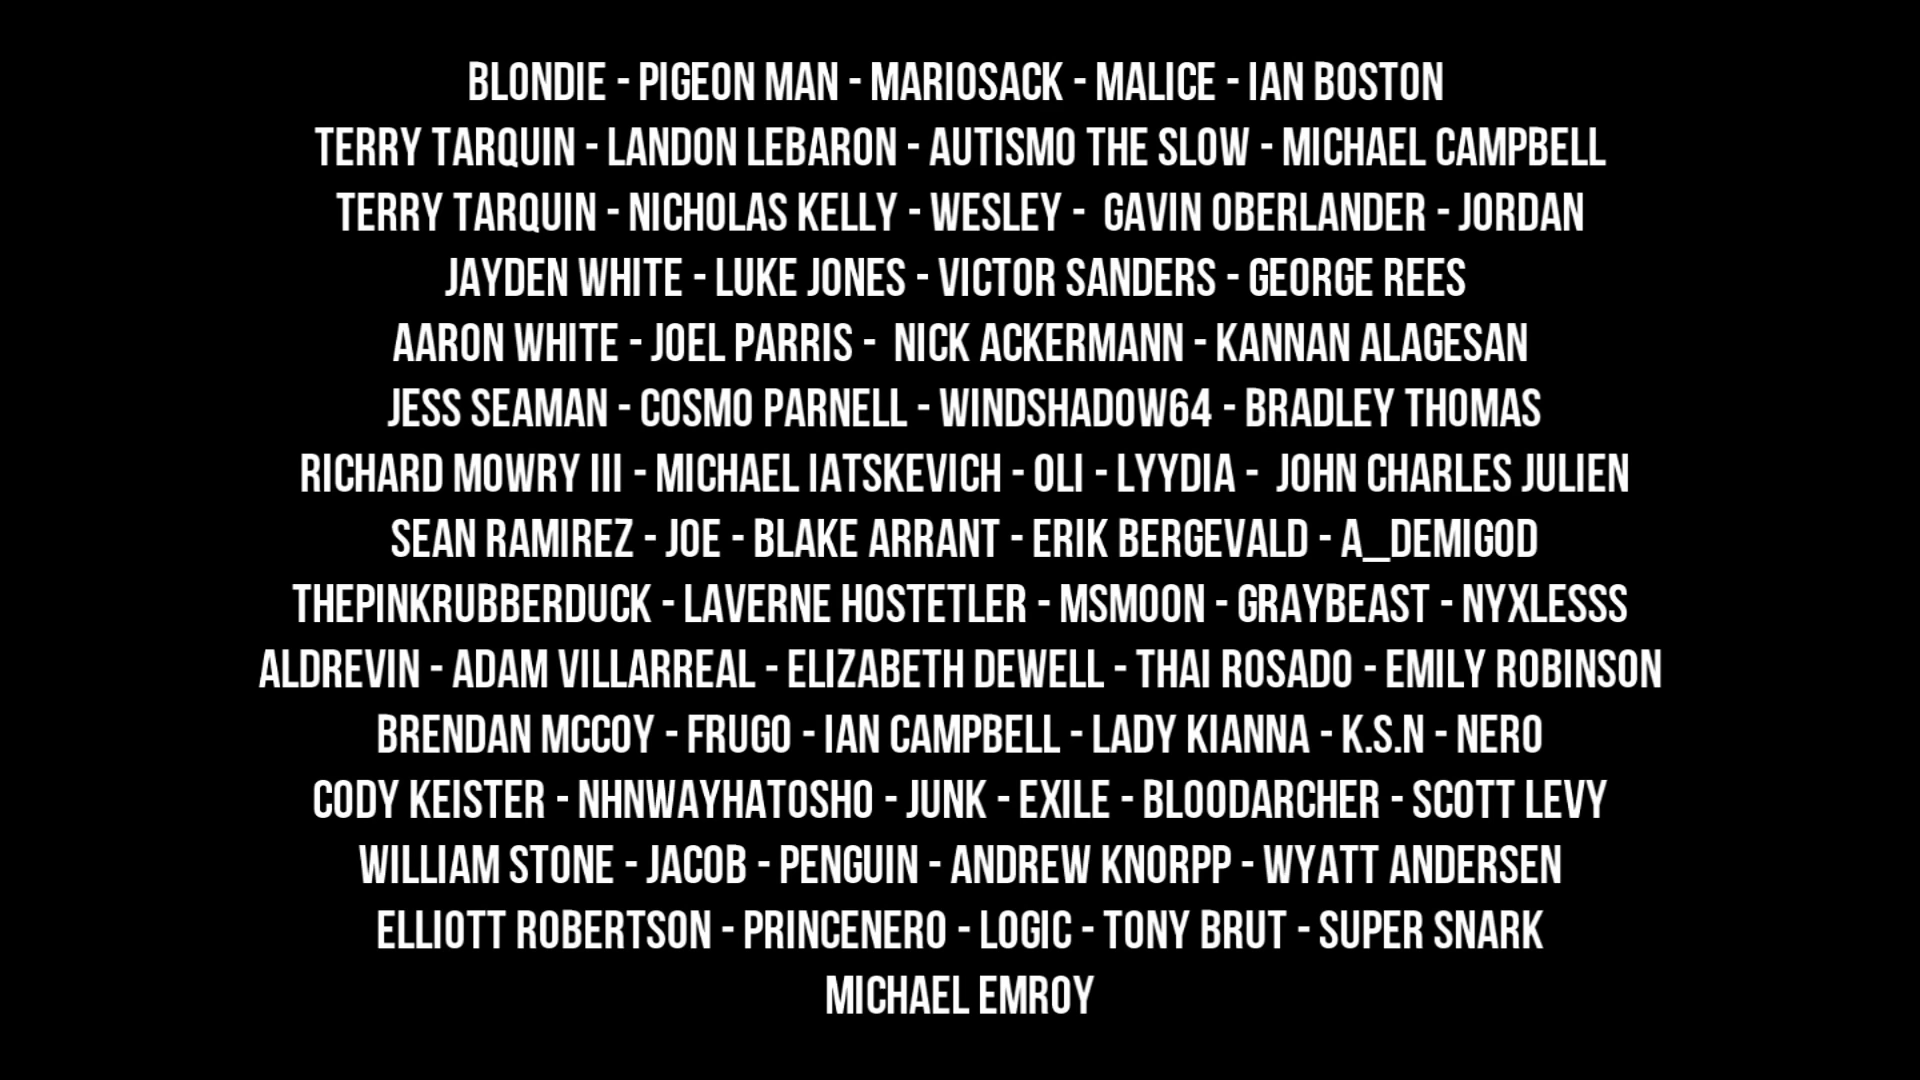 BLONDIE - PIGEON MAN - MARIOSACK - MALICE - IAN BOSTON
TERRY TARQUIN - LANDON LEBARON - AUTISMO THE SLOW - MICHAEL CAMPBELL
TERRY TARQUIN - NICHOLAS KELLY - WESLEY -  GAVIN OBERLANDER - JORDAN
JAYDEN WHITE - LUKE JONES - VICTOR SANDERS - GEORGE REES
AARON WHITE - JOEL PARRIS -  NICK ACKERMANN - KANNAN ALAGESAN
JESS SEAMAN - COSMO PARNELL - WINDSHADOW64 - BRADLEY THOMAS
RICHARD MOWRY III - MICHAEL IATSKEVICH - OLI - LYYDIA -  JOHN CHARLES JULIEN
SEAN RAMIREZ - JOE - BLAKE ARRANT - ERIK BERGEVALD - A_DEMIGOD
THEPINKRUBBERDUCK - LAVERNE HOSTETLER - MSMOON - GRAYBEAST - NYXLESSS
ALDREVIN - ADAM VILLARREAL - ELIZABETH DEWELL - THAI ROSADO - EMILY ROBINSON
BRENDAN MCCOY - FRUGO - IAN CAMPBELL - LADY KIANNA - K.S.N - NERO
CODY KEISTER - NHNWAYHATOSHO - JUNK - EXILE - BLOODARCHER - SCOTT LEVY
WILLIAM STONE - JACOB - PENGUIN - ANDREW KNORPP - WYATT ANDERSEN
ELLIOTT ROBERTSON - PRINCENERO - LOGIC - TONY BRUT - SUPER SNARK
MICHAEL EMROY